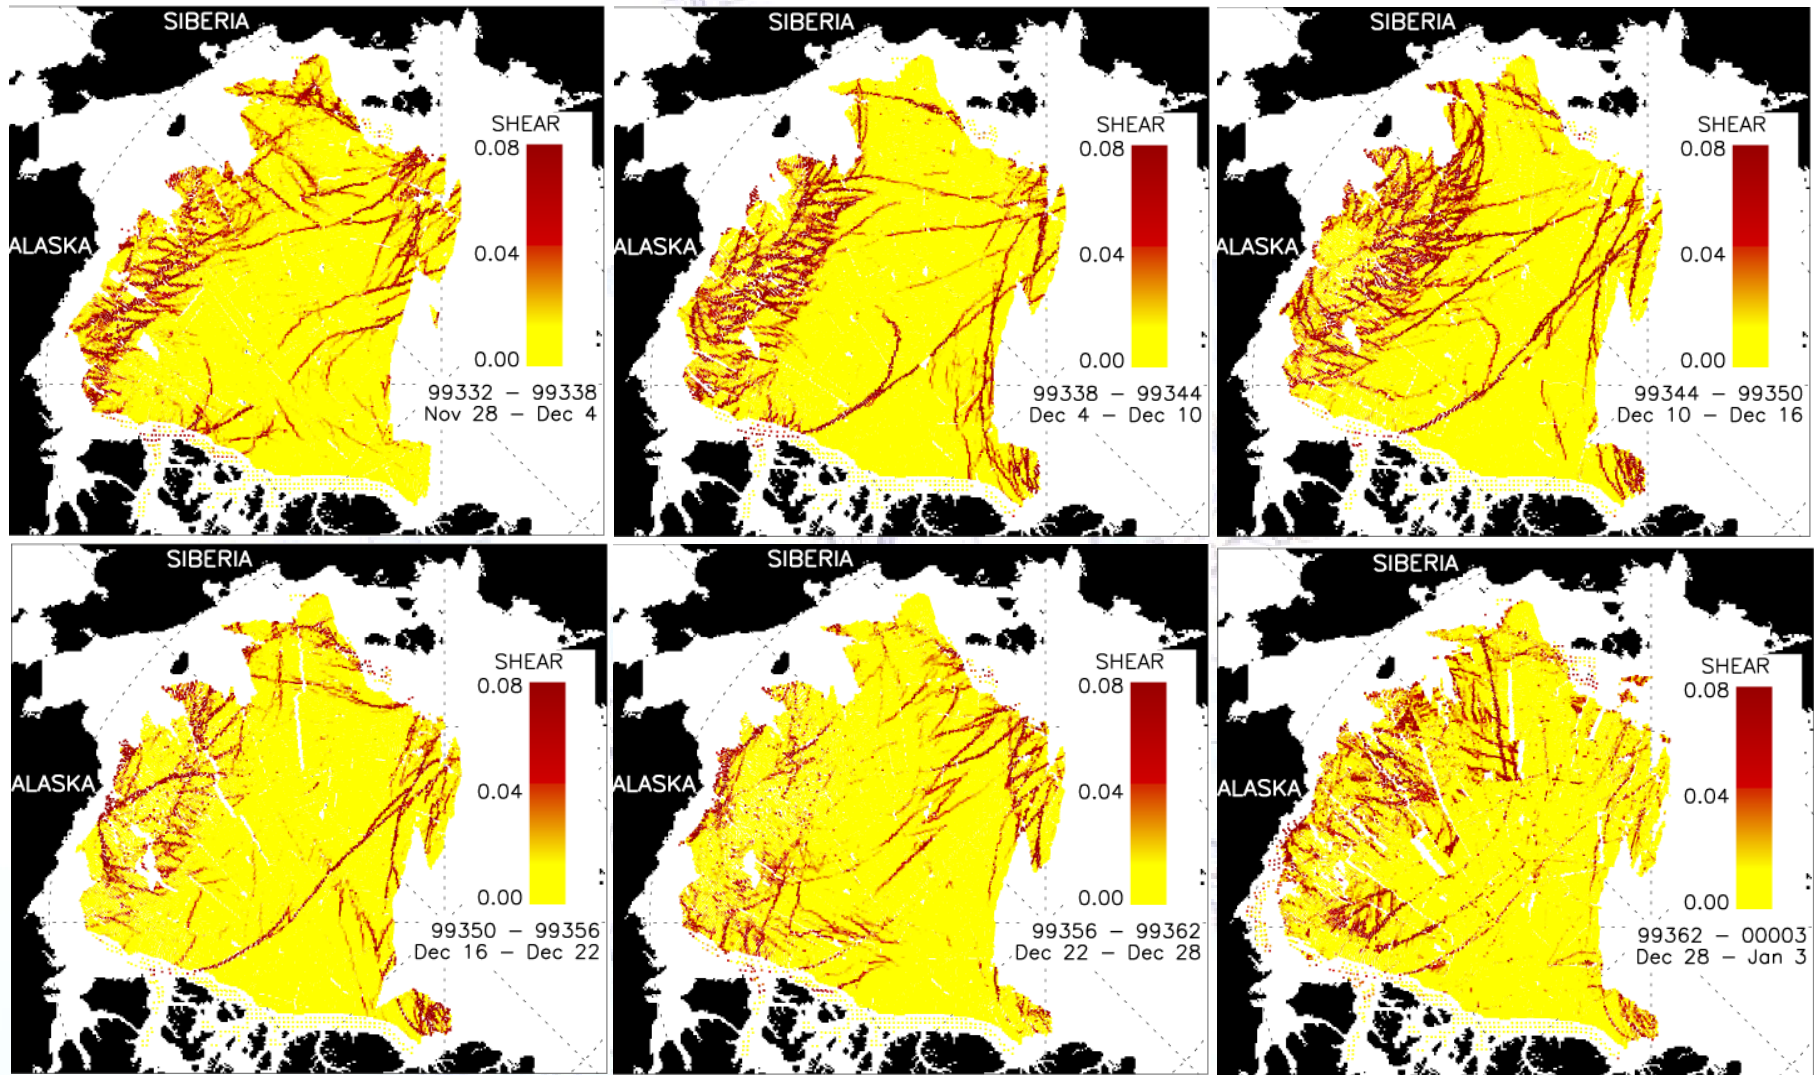 SIBERIA
ALASKA
SHEAR
0.08
0.04
0.00
99332 – 99338
Nov 28 – Dec 4
SIBERIA
ALASKA
SHEAR
0.08
0.04
0.00
99338 – 99344
Dec 4 – Dec 10
SIBERIA
ALASKA
SHEAR
0.08
0.04
0.00
99344 – 99350
Dec 10 – Dec 16
SIBERIA
ALASKA
SHEAR
0.08
0.04
0.00
99350 – 99356
Dec 16 – Dec 22
SIBERIA
ALASKA
SHEAR
0.08
0.04
0.00
99356 – 99362
Dec 22 – Dec 28
SIBERIA
ALASKA
SHEAR
0.08
0.04
0.00
99362 – 00003
Dec 28 – Jan 3